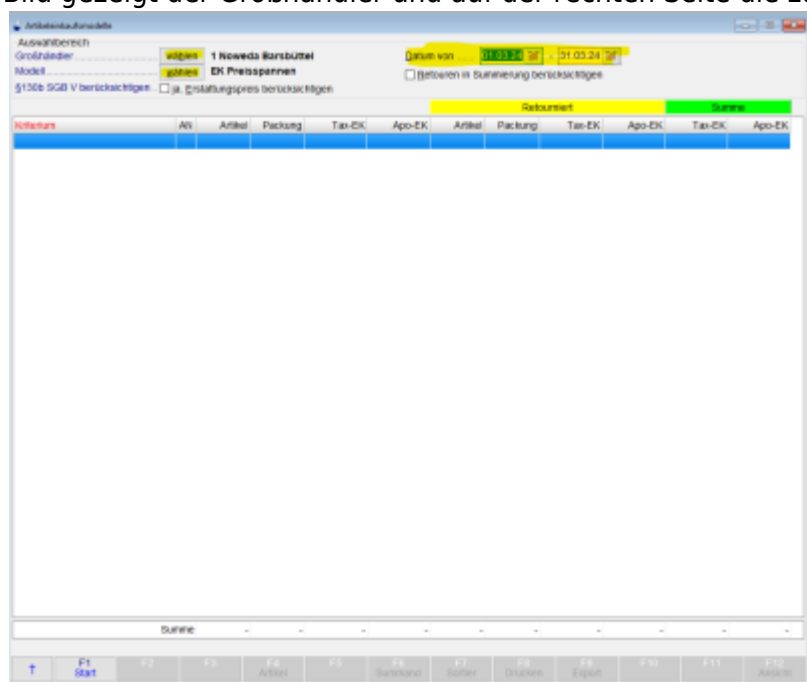 Bild gezeigt der Großhändler und auf der rechten Seite die
Artikeleinkaufsmodelle
Auswahlbereich
Großhändler wählen 1 Noweda Barsbüttel Datum von 01.03.24 - 31.03.24
Modell wählen EK Preisspannen Retouren in Summierung berücksichtigen
§130b SGB V berücksichtigen ja, Erstattungspreis berücksichtigen
Retourniert Summe
Kriterium AN Artikel Packung Tax-EK Apo-EK Artikel Packung Tax-EK Apo-EK Tax-EK Apo-EK
Summe - - - - - - - - - -
↑ F1 F2 F3 F4 F5 F6 F7 F8 F9 F10 F11 F12
Start Artikel Summand Sortier Drucken Export Ansicht